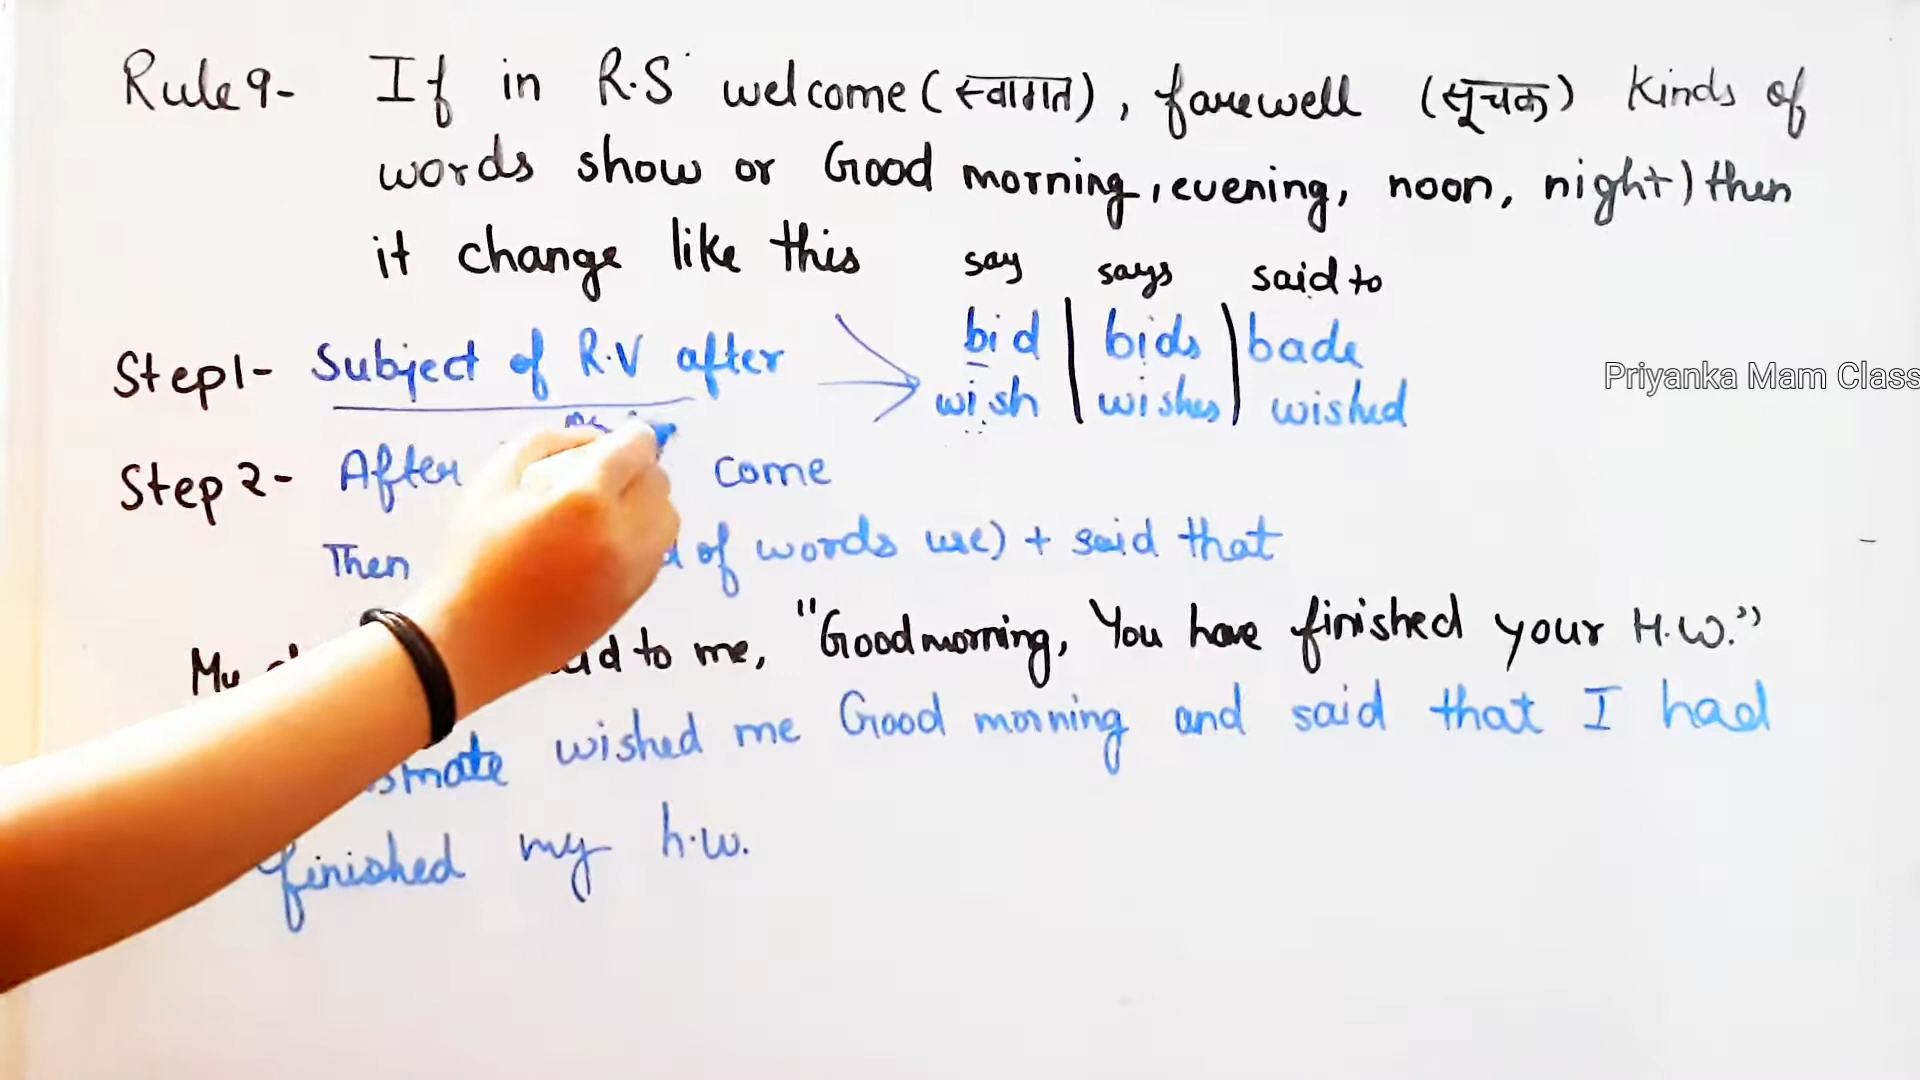 Rule 9- If in R.S welcome (स्वागत), farewell (सूचक) Kinds of
words show or Good morning, evening, noon, night) then
it change like this
say says said to
Step1- Subject of R.V after bid bids bade
wish wishes wished
Priyanka Mam Class
Step 2- After come
Then of words use) + said that
My to me, "Good morning, You have finished your H.W."
wished me Good morning and said that I had
finished my h.w.